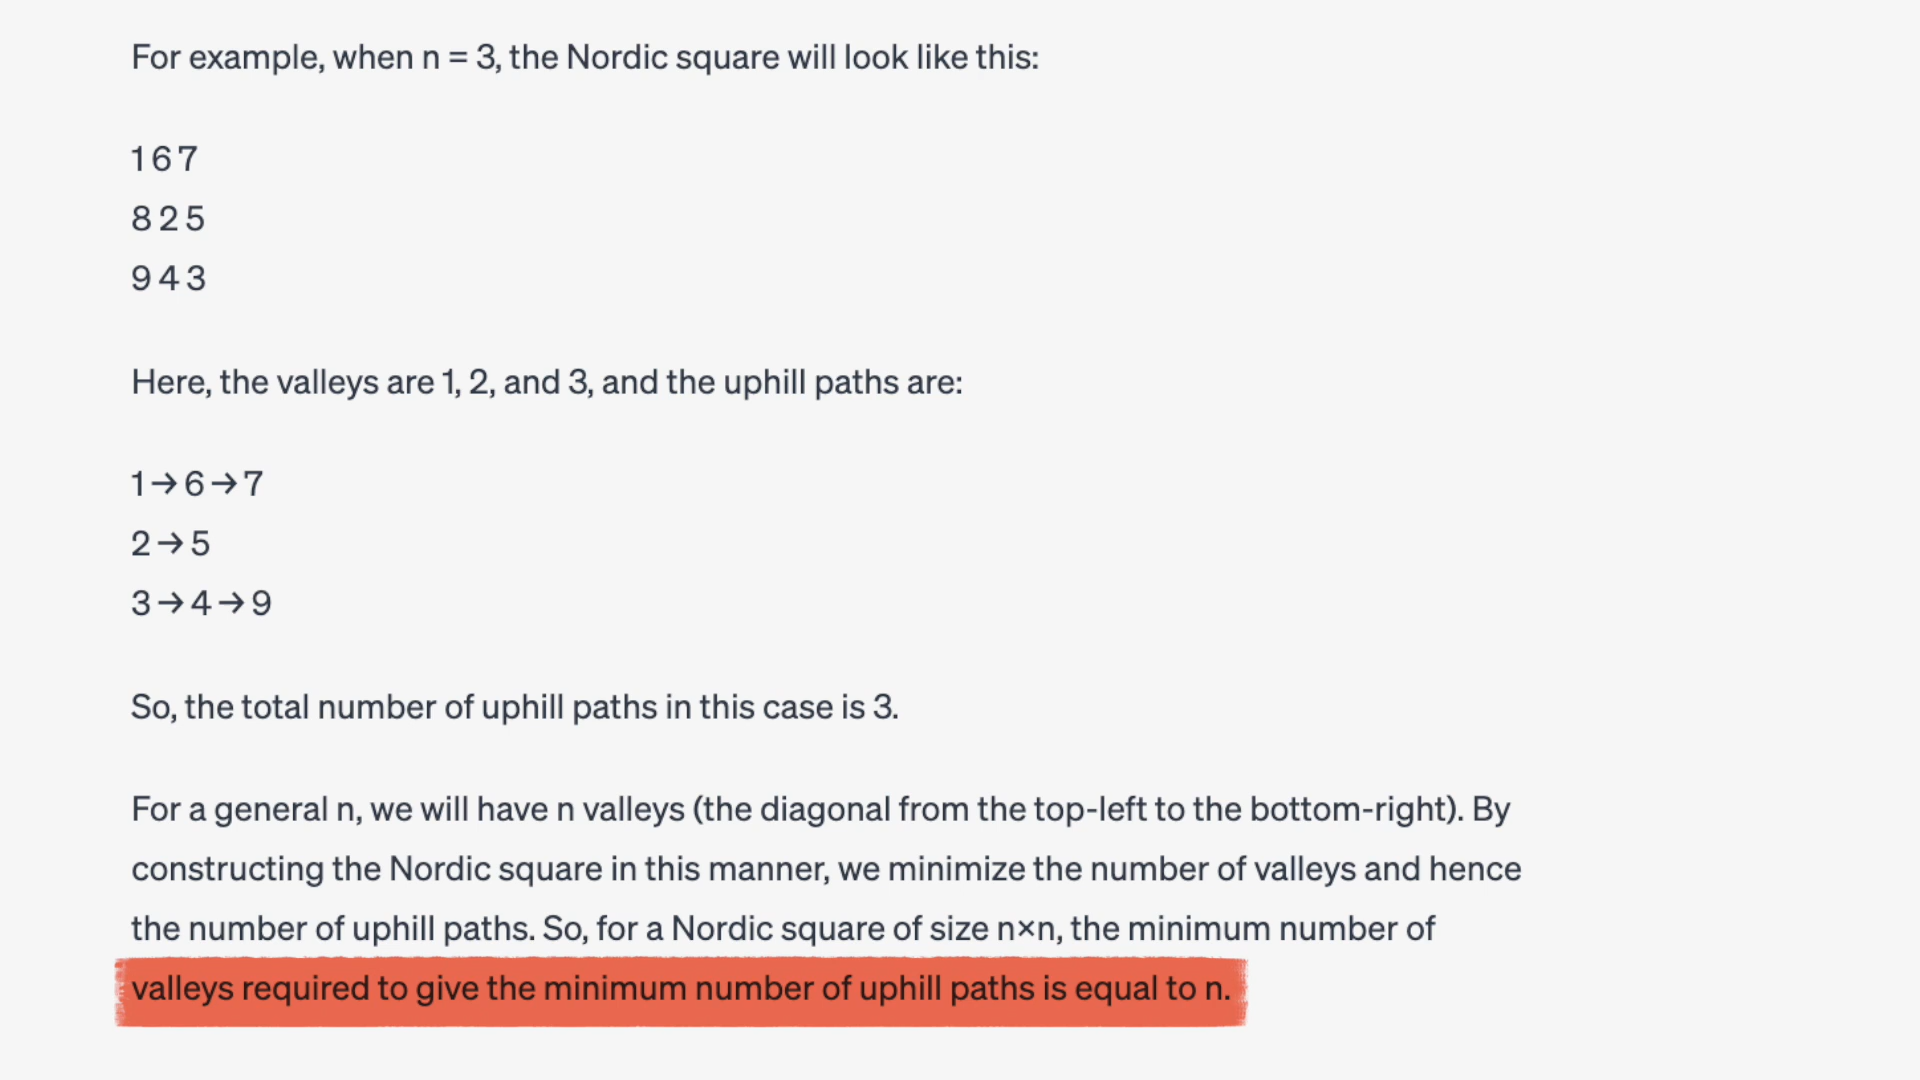 For example, when n = 3, the Nordic square will look like this:
1 6 7
8 2 5
9 4 3
Here, the valleys are 1, 2, and 3, and the uphill paths are:
1→6→7
2→5
3→4→9
So, the total number of uphill paths in this case is 3.
For a general n, we will have n valleys (the diagonal from the top-left to the bottom-right). By
constructing the Nordic square in this manner, we minimize the number of valleys and hence
the number of uphill paths. So, for a Nordic square of size n×n, the minimum number of
valleys required to give the minimum number of uphill paths is equal to n.